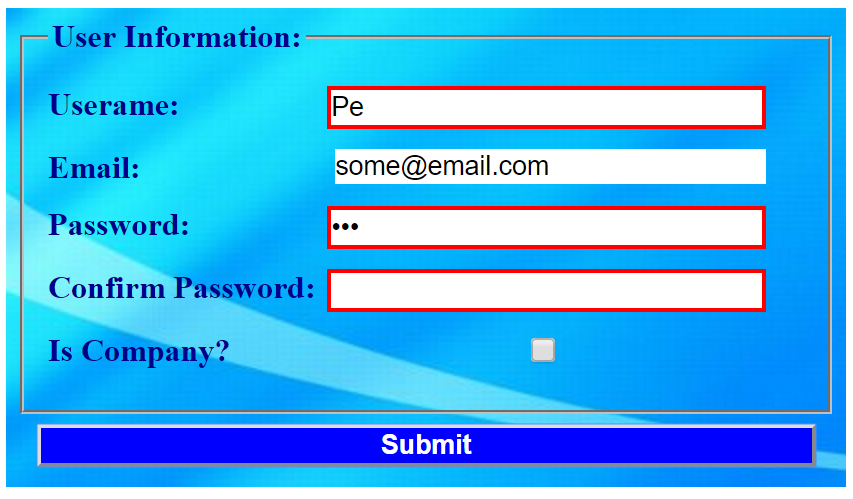 User Information:
Userame: Pe
Email: some@email.com
Password: •••
Confirm Password:
Is Company?
Submit